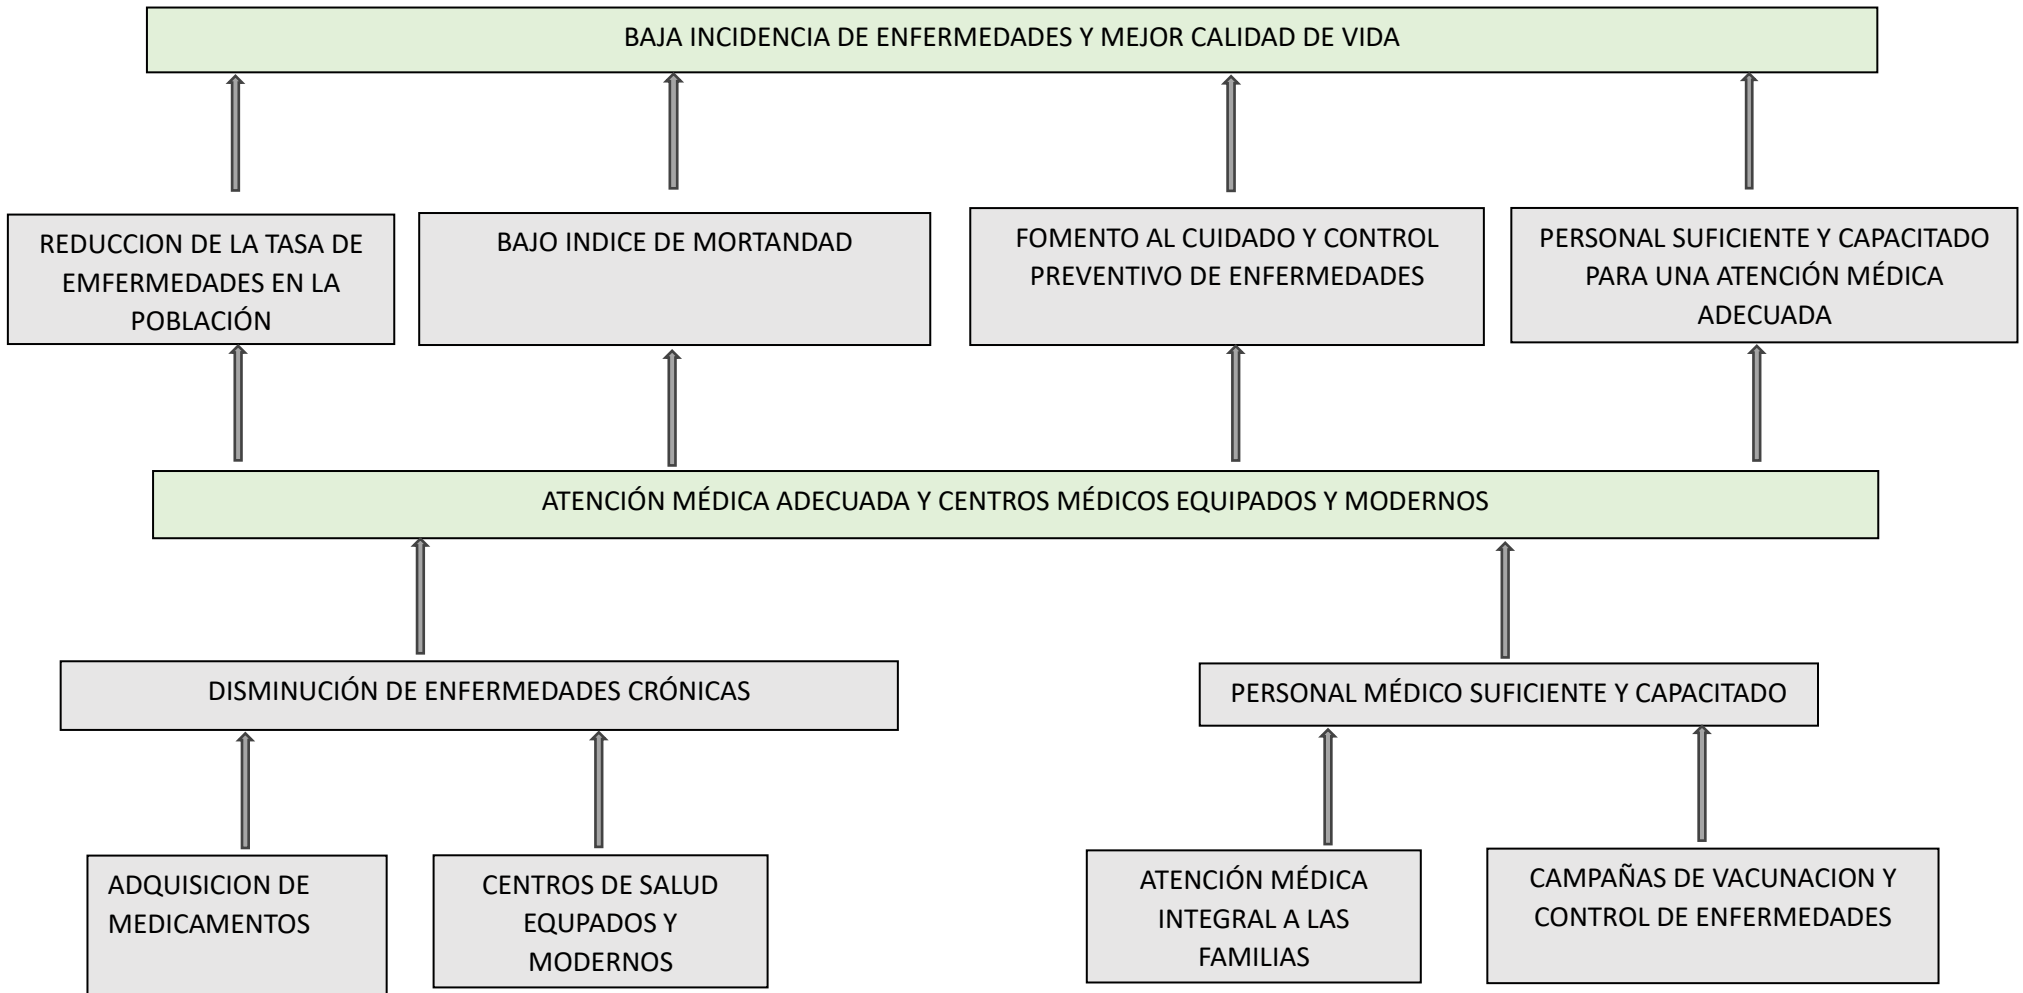 BAJA INCIDENCIA DE ENFERMEDADES Y MEJOR CALIDAD DE VIDA
REDUCCION DE LA TASA DE
EMFERMEDADES EN LA
POBLACIÓN
BAJO INDICE DE MORTANDAD
FOMENTO AL CUIDADO Y CONTROL
PREVENTIVO DE ENFERMEDADES
PERSONAL SUFICIENTE Y CAPACITADO
PARA UNA ATENCIÓN MÉDICA
ADECUADA
ATENCIÓN MÉDICA ADECUADA Y CENTROS MÉDICOS EQUIPADOS Y MODERNOS
DISMINUCIÓN DE ENFERMEDADES CRÓNICAS
PERSONAL MÉDICO SUFICIENTE Y CAPACITADO
ADQUISICION DE
MEDICAMENTOS
CENTROS DE SALUD
EQUPADOS Y
MODERNOS
ATENCIÓN MÉDICA
INTEGRAL A LAS
FAMILIAS
CAMPAÑAS DE VACUNACION Y
CONTROL DE ENFERMEDADES